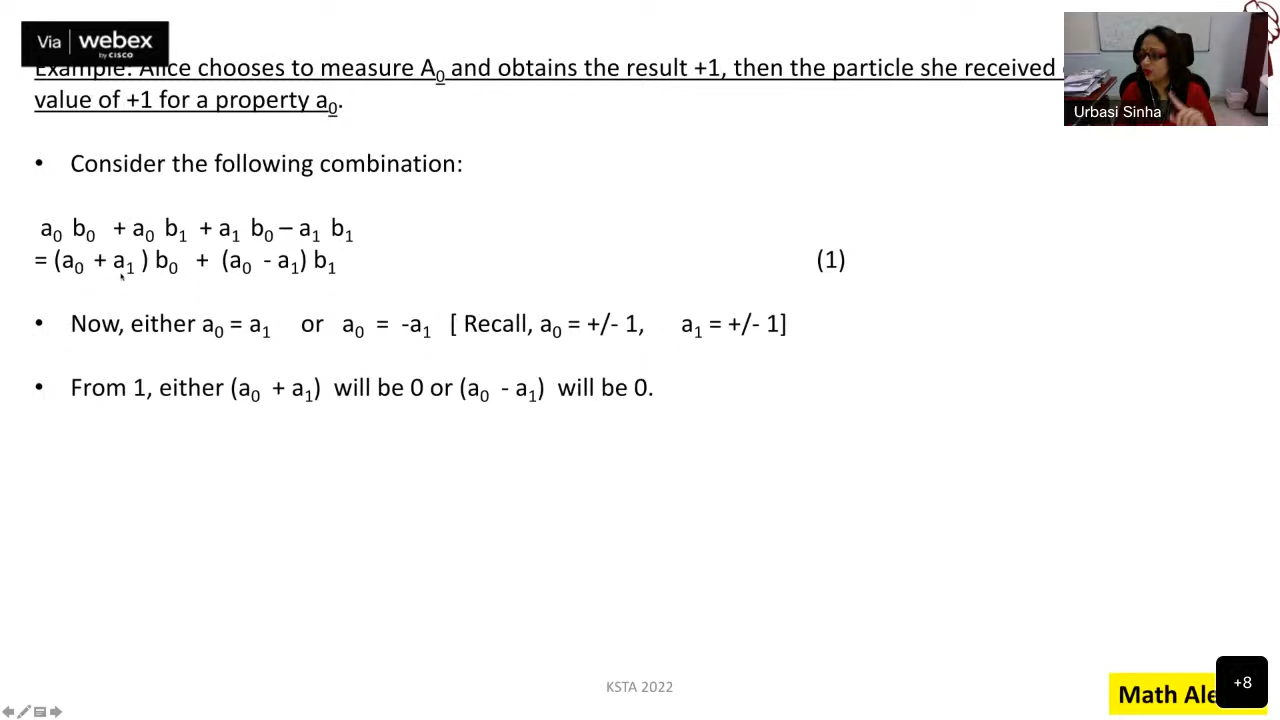 Via webex
by CISCO
Example: Alice chooses to measure A₀ and obtains the result +1, then the particle she received
value of +1 for a property a₀.
Urbasi Sinha
• Consider the following combination:
a₀ b₀ + a₀ b₁ + a₁ b₀ – a₁ b₁
= (a₀ + a₁ ) b₀ + (a₀ - a₁) b₁ (1)
• Now, either a₀ = a₁ or a₀ = -a₁ [ Recall, a₀ = +/- 1, a₁ = +/- 1]
• From 1, either (a₀ + a₁) will be 0 or (a₀ - a₁) will be 0.
KSTA 2022
Math
+8